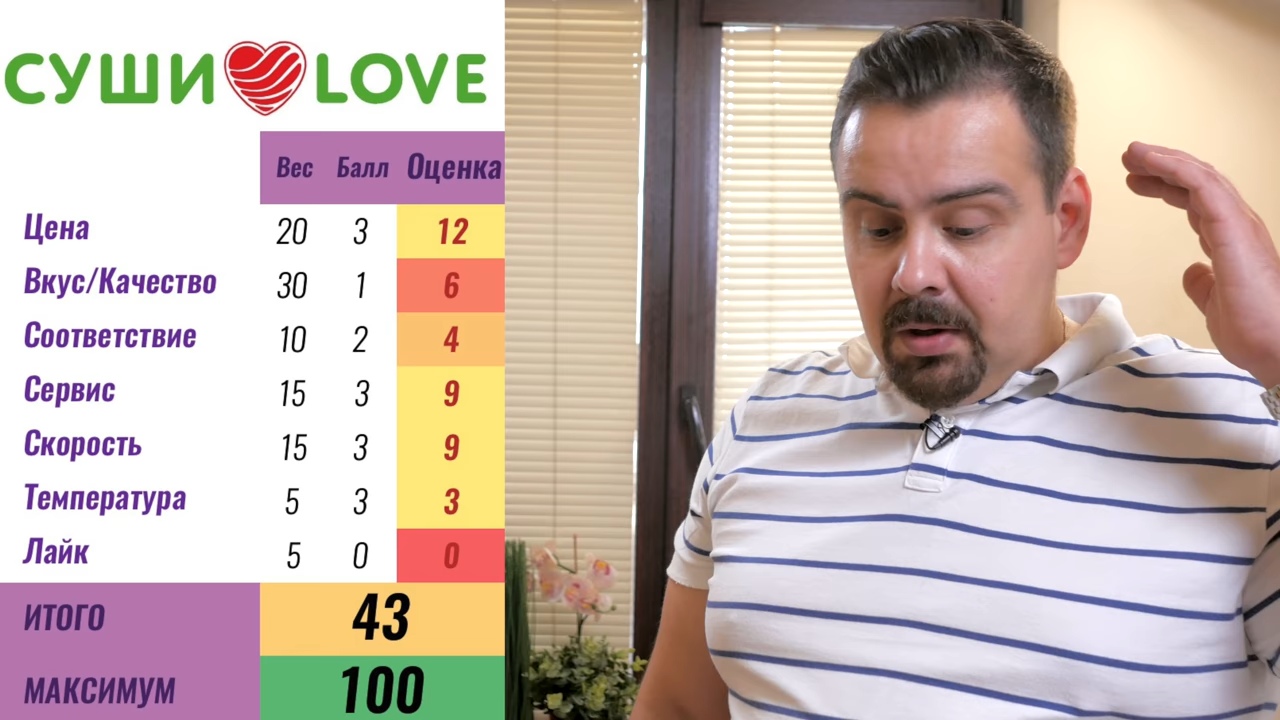 СУШИ LOVE
Вес Балл Оценка
Цена 20 3 12
Вкус/Качество 30 1 6
Соответствие 10 2 4
Сервис 15 3 9
Скорость 15 3 9
Температура 5 3 3
Лайк 5 0 0
ИТОГО 43
МАКСИМУМ 100